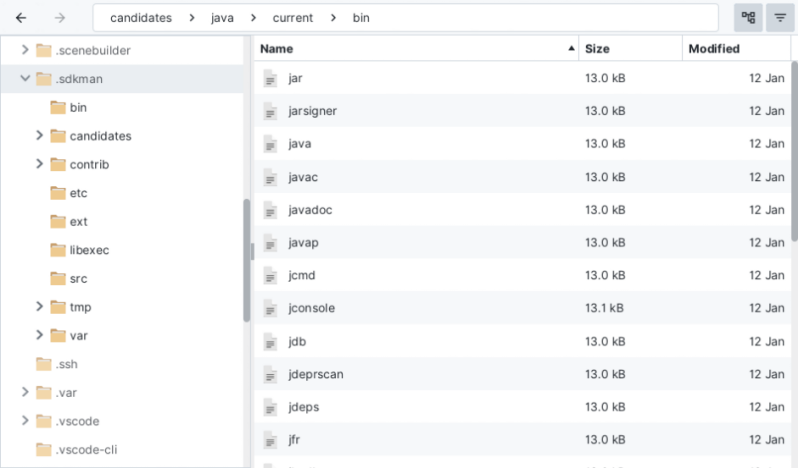 candidates > java > current > bin
.scenebuilder
.sdkman
bin
candidates
contrib
etc
ext
libexec
src
tmp
var
.ssh
.var
.vscode
.vscode-cli
Name Size Modified
jar 13.0 kB 12 Jan
jarsigner 13.0 kB 12 Jan
java 13.0 kB 12 Jan
javac 13.0 kB 12 Jan
javadoc 13.0 kB 12 Jan
javap 13.0 kB 12 Jan
jcmd 13.0 kB 12 Jan
jconsole 13.1 kB 12 Jan
jdb 13.0 kB 12 Jan
jdeprscan 13.0 kB 12 Jan
jdeps 13.0 kB 12 Jan
jfr 13.0 kB 12 Jan